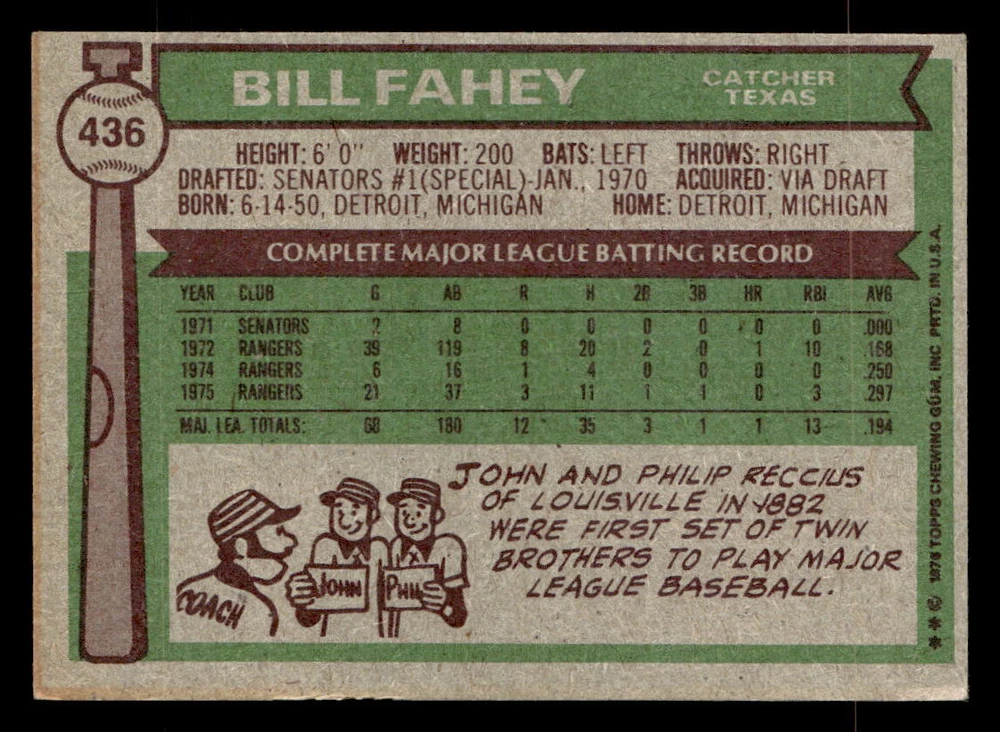 BILL FAHEY
CATCHER
TEXAS
436
HEIGHT: 6' 0" WEIGHT: 200 BATS: LEFT THROWS: RIGHT
DRAFTED: SENATORS #1(SPECIAL)-JAN., 1970 ACQUIRED: VIA DRAFT
BORN: 6-14-50, DETROIT, MICHIGAN HOME: DETROIT, MICHIGAN
COMPLETE MAJOR LEAGUE BATTING RECORD
YEAR CLUB G AB R H 2B 3B HR RBI AVG
1971 SENATORS 2 8 0 0 0 0 0 0 .000
1972 RANGERS 39 119 8 20 2 0 1 10 .168
1974 RANGERS 6 16 1 4 0 0 0 0 .250
1975 RANGERS 21 37 3 11 1 1 0 3 .297
MAJ. LEA. TOTALS: 68 180 12 35 3 1 1 13 .194
JOHN AND PHILIP RECCIUS
OF LOUISVILLE IN 1882
WERE FIRST SET OF TWIN
BROTHERS TO PLAY MAJOR
LEAGUE BASEBALL.
COACH
JOHN
PHIL
**© 1976 TOPPS CHEWING GUM, INC PRTD. IN U.S.A.